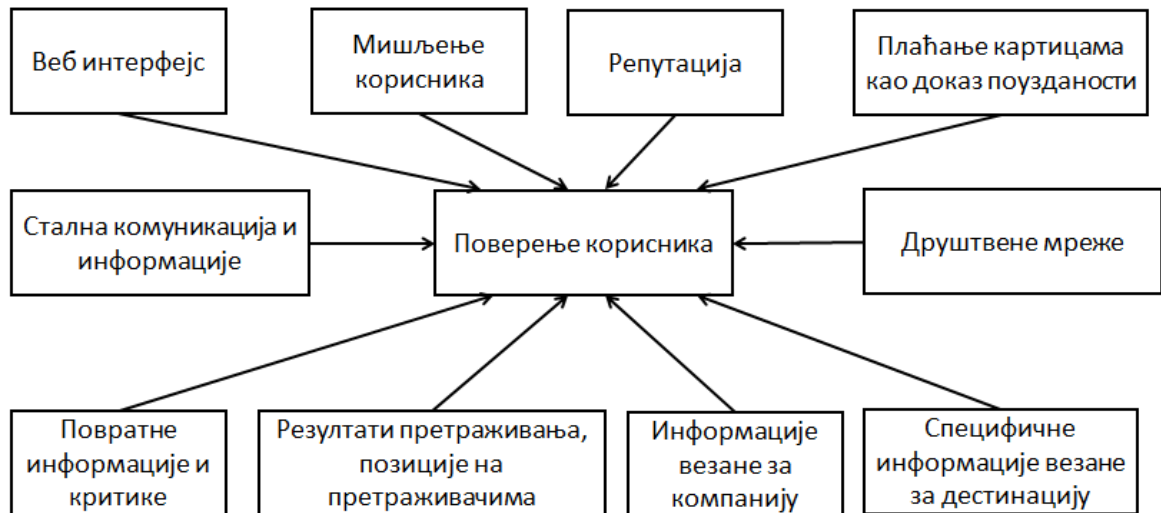 Веб интерфејс
Мишљење
корисника
Репутација
Плаћање картицама
као доказ поузданости
Стална комуникација и
информације
Поверење корисника
Друштвене мреже
Повратне
информације и
критике
Резултати претраживања,
позиције на
претраживачима
Информације
везане за
компанију
Специфичне
информације везане
за дестинацију